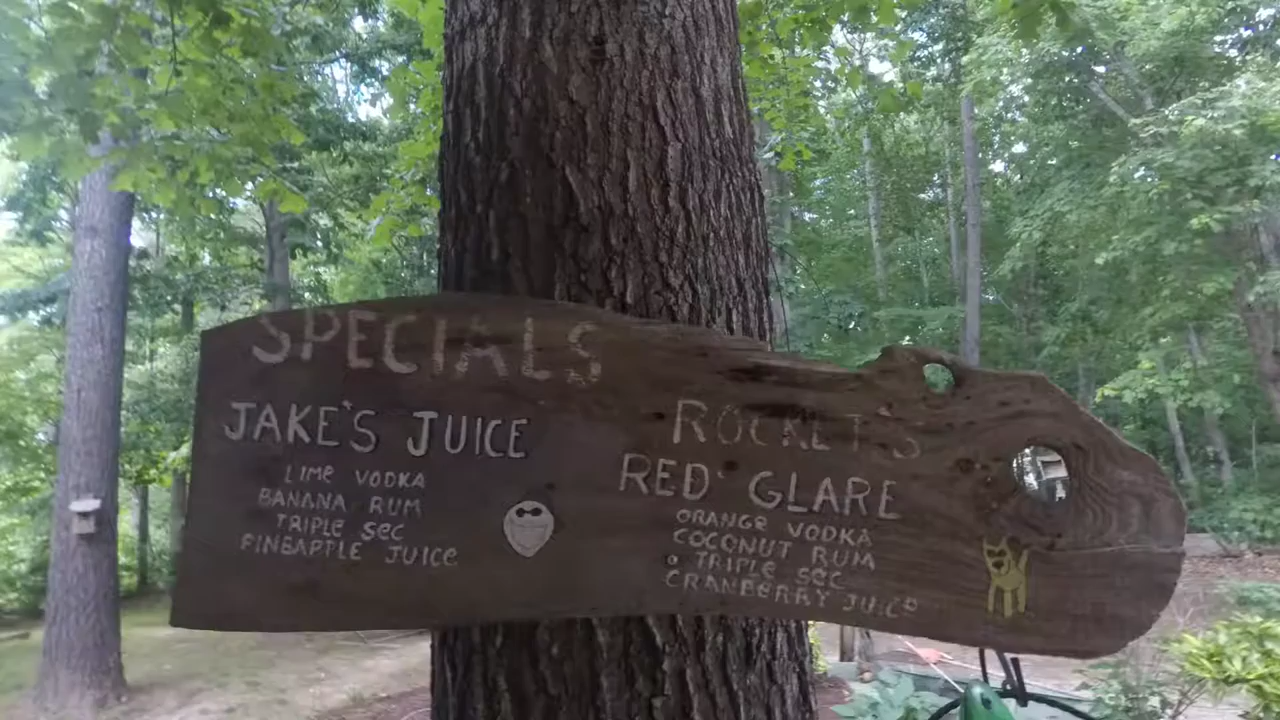 SPECIALS
JAKE'S JUICE
LIME VODKA
BANANA RUM
TRIPLE SEC
PINEAPPLE JUICE
ROCKET'S
RED GLARE
ORANGE VODKA
COCONUT RUM
TRIPLE SEC
CRANBERRY JUICE